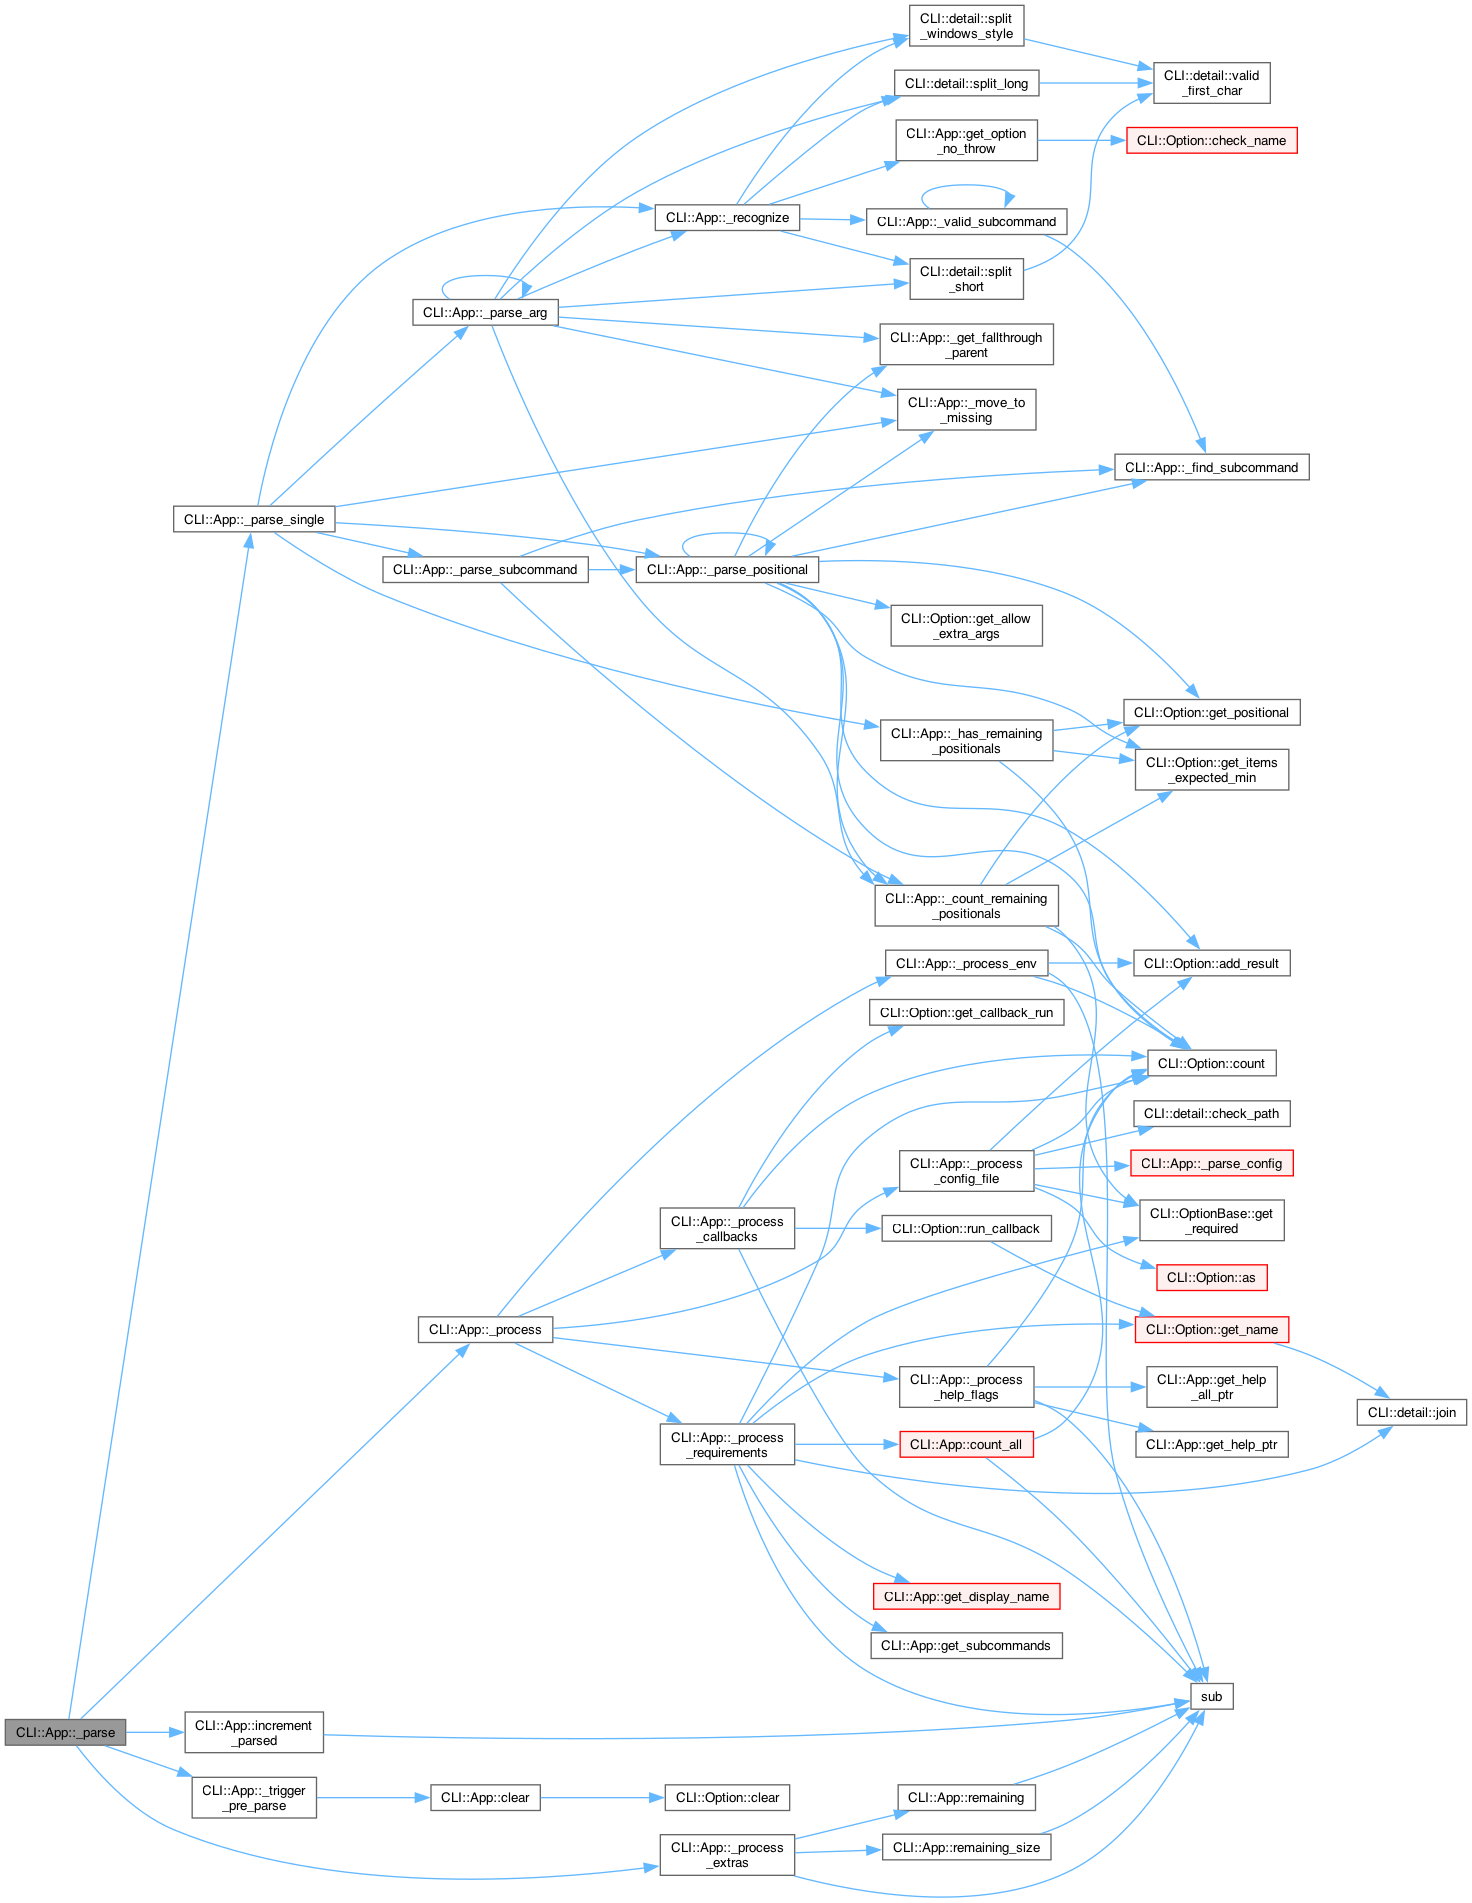 CLI::detail::split
_windows_style
CLI::detail::valid
_first_char
CLI::detail::split_long
CLI::App::get_option
_no_throw
CLI::Option::check_name
CLI::App::_recognize
CLI::App::_valid_subcommand
CLI::detail::split
_short
CLI::App::_parse_arg
CLI::App::_get_fallthrough
_parent
CLI::App::_move_to
_missing
CLI::App::_find_subcommand
CLI::App::_parse_single
CLI::App::_parse_subcommand
CLI::App::_parse_positional
CLI::Option::get_allow
_extra_args
CLI::Option::get_positional
CLI::App::_has_remaining
_positionals
CLI::Option::get_items
_expected_min
CLI::App::_count_remaining
_positionals
CLI::App::_process_env
CLI::Option::add_result
CLI::Option::get_callback_run
CLI::Option::count
CLI::detail::check_path
CLI::App::_process
_config_file
CLI::App::_parse_config
CLI::App::_process
_callbacks
CLI::Option::run_callback
CLI::OptionBase::get
_required
CLI::Option::as
CLI::App::_process
CLI::Option::get_name
CLI::App::_process
_help_flags
CLI::App::get_help
_all_ptr
CLI::detail::join
CLI::App::_process
_requirements
CLI::App::count_all
CLI::App::get_help_ptr
CLI::App::get_display_name
CLI::App::get_subcommands
sub
CLI::App::_parse
CLI::App::increment
_parsed
CLI::App::_trigger
_pre_parse
CLI::App::clear
CLI::Option::clear
CLI::App::remaining
CLI::App::_process
_extras
CLI::App::remaining_size